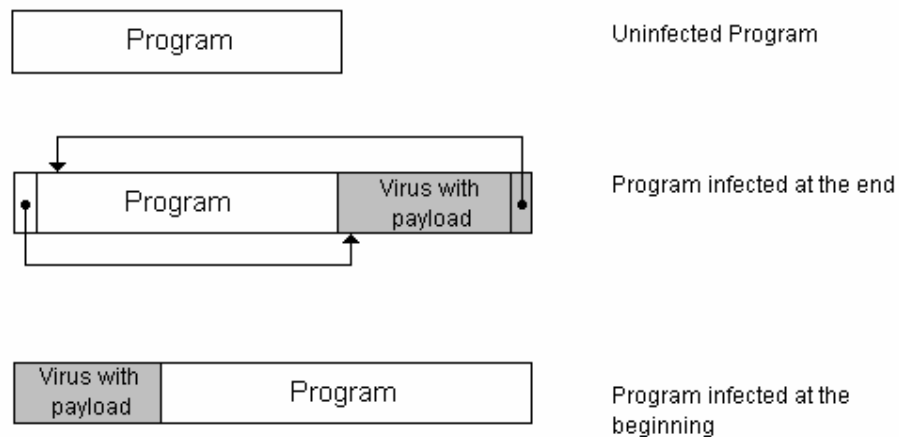 Program
Uninfected Program
Program
Virus with
payload
Program infected at the end
Virus with
payload
Program
Program infected at the
beginning